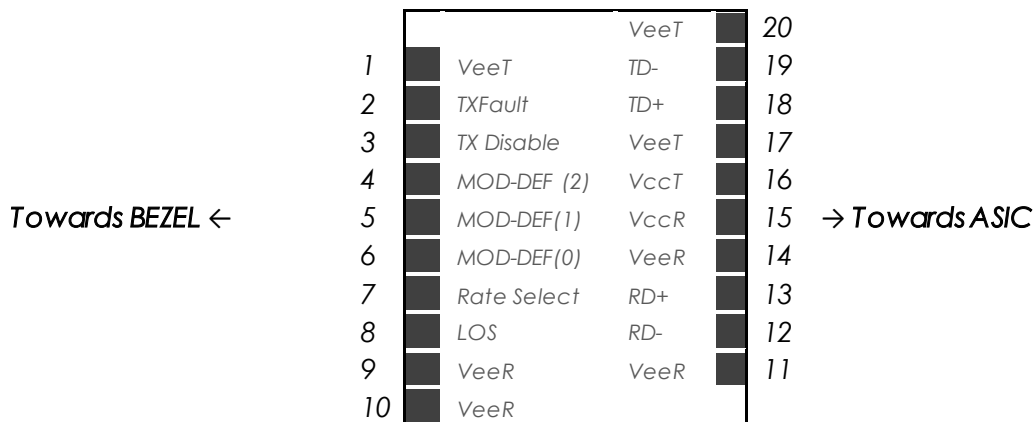 VeeT 20
1 VeeT TD- 19
2 TXFault TD+ 18
3 TX Disable VeeT 17
4 MOD-DEF (2) VccT 16
Towards BEZEL ← 5 MOD-DEF(1) VccR 15 → Towards ASIC
6 MOD-DEF(0) VeeR 14
7 Rate Select RD+ 13
8 LOS RD- 12
9 VeeR VeeR 11
10 VeeR